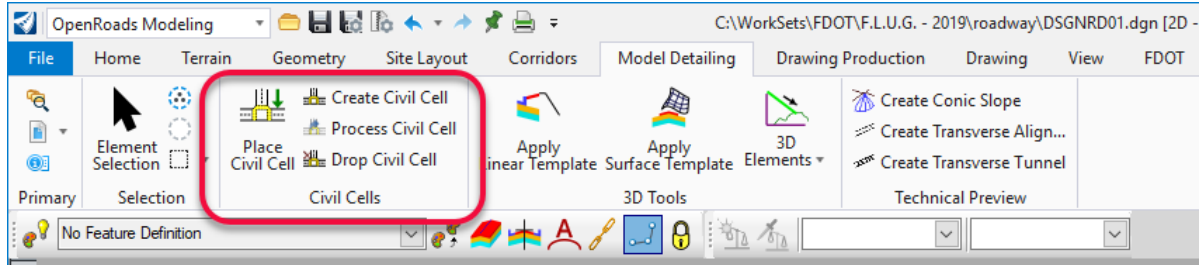 OpenRoads Modeling C:\WorkSets\FDOT\F.L.U.G. - 2019\roadway\DSGNRD01.dgn [2D -
File Home Terrain Geometry Site Layout Corridors Model Detailing Drawing Production Drawing View FDOT
Element Selection
Place Civil Cell
Create Civil Cell
Process Civil Cell
Drop Civil Cell
Apply Linear Template
Apply Surface Template
3D Elements
Create Conic Slope
Create Transverse Align...
Create Transverse Tunnel
Primary Selection Civil Cells 3D Tools Technical Preview
No Feature Definition